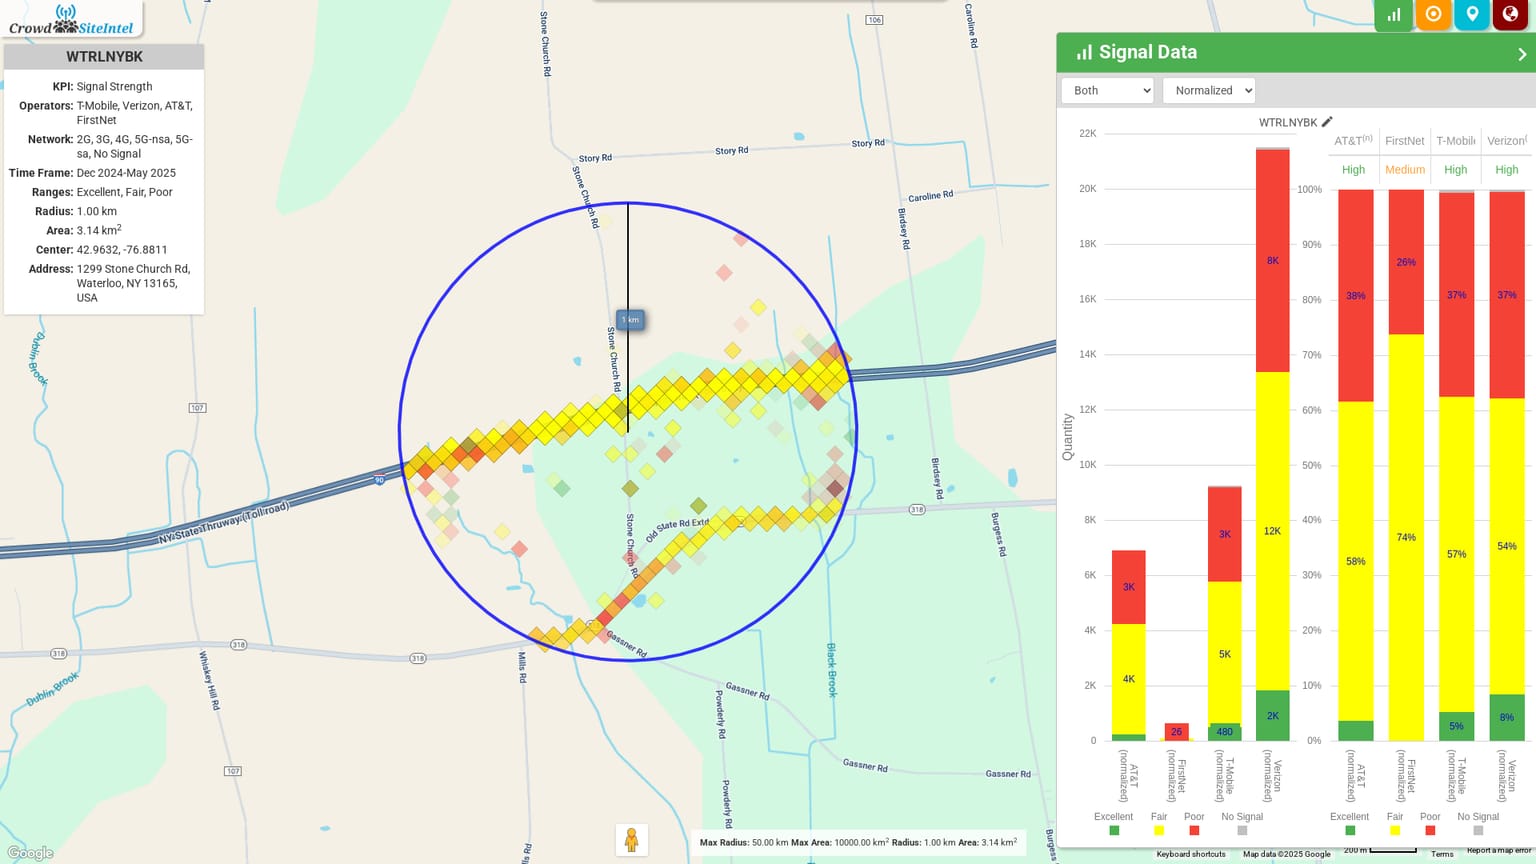 CrowdSiteIntel
WTRLNYBK
KPI: Signal Strength
Operators: T-Mobile, Verizon, AT&T,
FirstNet
Network: 2G, 3G, 4G, 5G-nsa, 5G-
sa, No Signal
Time Frame: Dec 2024-May 2025
Ranges: Excellent, Fair, Poor
Radius: 1.00 km
Area: 3.14 km²
Center: 42.9632, -76.8811
Address: 1299 Stone Church Rd,
Waterloo, NY 13165,
USA
Stone Church Rd
106
Caroline Rd
Story Rd
Story Rd
Story Rd
Stone Church Rd
Caroline Rd
Birdsey Rd
1 km
Stone Church Rd
Dublin Brook
107
90
NY State Thruway (Toll road)
Birdsey Rd
318
Burgess Rd
Old State Rd Extd
Stone Church Rd
Gassner Rd
318
318
318
Dublin Brook
Whiskey Hill Rd
Mills Rd
Black Brook
Gassner Rd
Powderly Rd
107
Gassner Rd
Gassner Rd
Powderly Rd
Burgess R
ls Rd
Google
Max Radius: 50.00 km Max Area: 10000.00 km² Radius: 1.00 km Area: 3.14 km²
Signal Data
Both
Normalized
WTRLNYBK
22K
20K
18K
16K
14K
12K
10K
8K
6K
4K
2K
0
Quantity
3K
4K
26
3K
5K
480
8K
12K
2K
AT&T (normalized)
FirstNet (normalized)
T-Mobile (normalized)
Verizon (normalized)
Excellent Fair Poor No Signal
AT&T(n) FirstNet T-Mobile Verizon(
High Medium High High
100%
90%
80%
70%
60%
50%
40%
30%
20%
10%
0%
38%
58%
26%
74%
37%
57%
5%
37%
54%
8%
AT&T (normalized)
FirstNet (normalized)
T-Mobile (normalized)
Verizon (normalized)
Excellent Fair Poor No Signal
Keyboard shortcuts Map data ©2025 Google 200 m Terms Report a map error